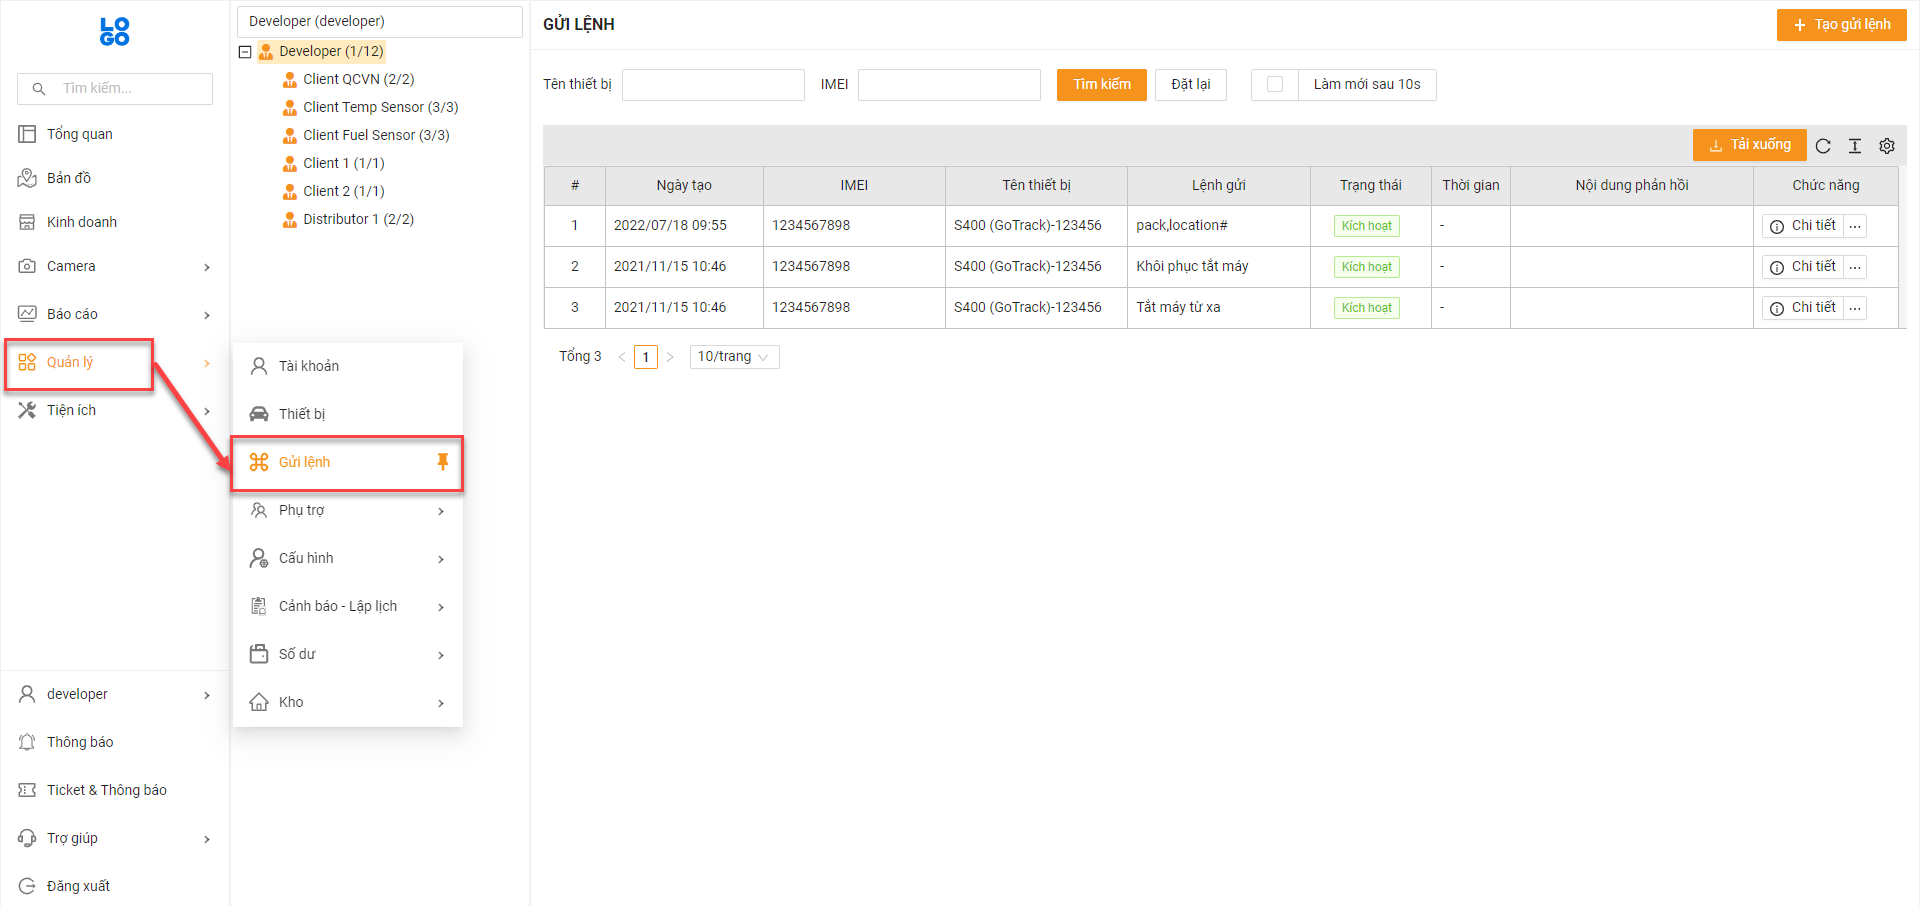 LO
GO
Tìm kiếm...
Tổng quan
Bản đồ
Kinh doanh
Camera
Báo cáo
Quản lý
Tiện ích
developer
Thông báo
Ticket & Thông báo
Trợ giúp
Đăng xuất
Developer (developer)
Developer (1/12)
Client QCVN (2/2)
Client Temp Sensor (3/3)
Client Fuel Sensor (3/3)
Client 1 (1/1)
Client 2 (1/1)
Distributor 1 (2/2)
Tài khoản
Thiết bị
Gửi lệnh
Phụ trợ
Cấu hình
Cảnh báo - Lập lịch
Số dư
Kho
GỬI LỆNH
+ Tạo gửi lệnh
Tên thiết bị IMEI Tìm kiếm Đặt lại Làm mới sau 10s
Tải xuống
# Ngày tạo IMEI Tên thiết bị Lệnh gửi Trạng thái Thời gian Nội dung phản hồi Chức năng
1 2022/07/18 09:55 1234567898 S400 (GoTrack)-123456 pack,location# Kích hoạt - Chi tiết ...
2 2021/11/15 10:46 1234567898 S400 (GoTrack)-123456 Khôi phục tắt máy Kích hoạt - Chi tiết ...
3 2021/11/15 10:46 1234567898 S400 (GoTrack)-123456 Tắt máy từ xa Kích hoạt - Chi tiết ...
Tổng 3 < 1 > 10/trang